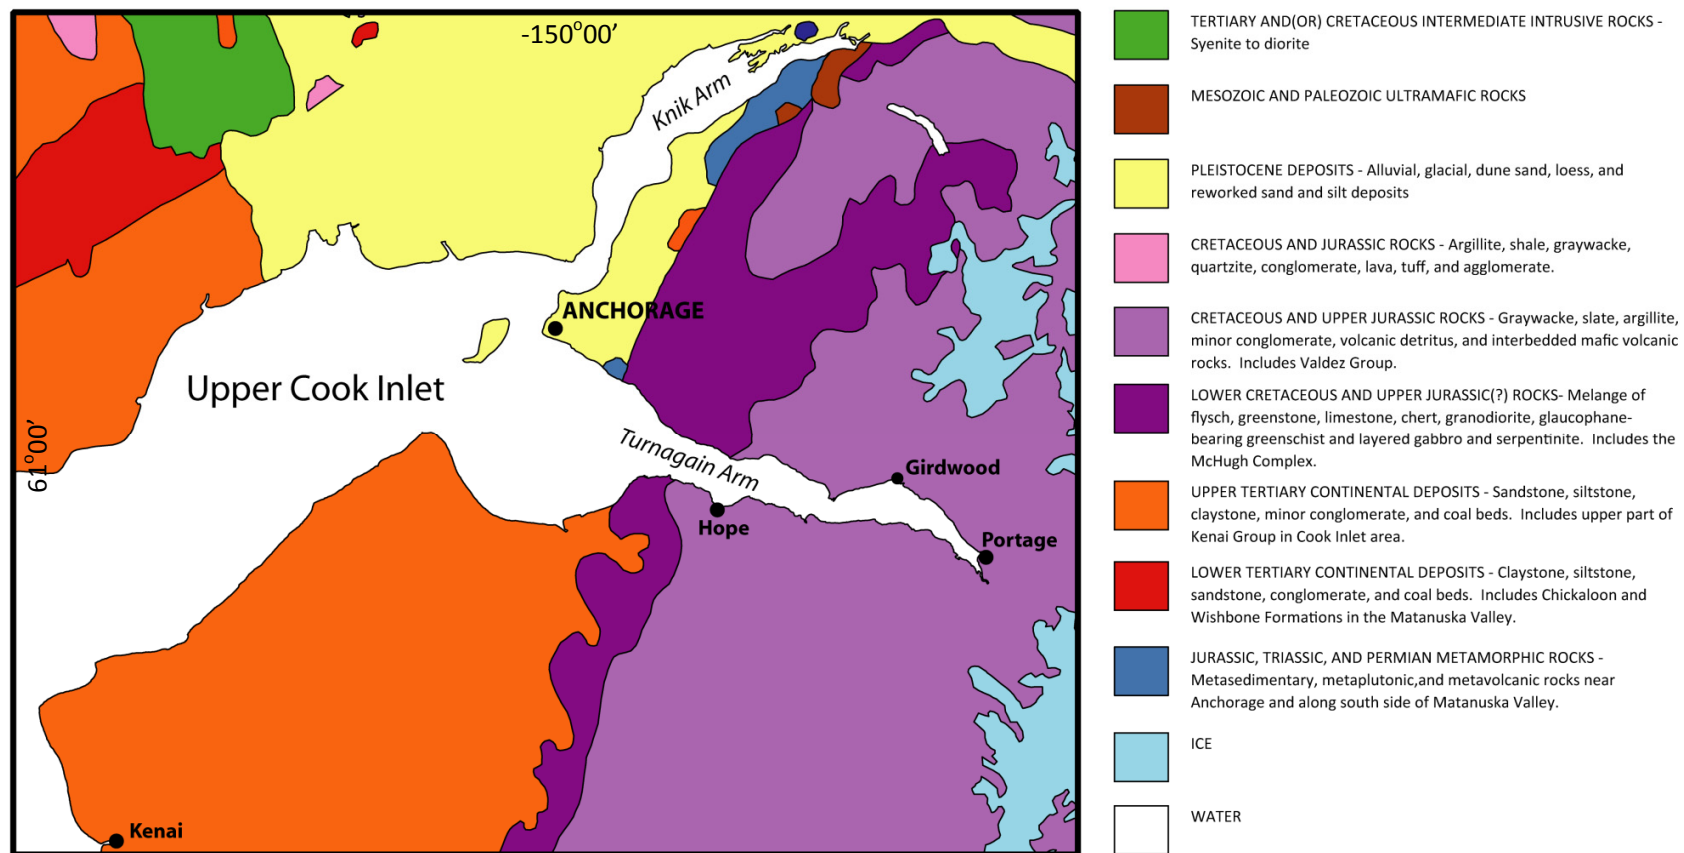 -150°00’
Knik Arm
ANCHORAGE
Upper Cook Inlet
61°00’
Turnagain Arm
Girdwood
Hope
Portage
Kenai
TERTIARY AND(OR) CRETACEOUS INTERMEDIATE INTRUSIVE ROCKS -
Syenite to diorite
MESOZOIC AND PALEOZOIC ULTRAMAFIC ROCKS
PLEISTOCENE DEPOSITS - Alluvial, glacial, dune sand, loess, and
reworked sand and silt deposits
CRETACEOUS AND JURASSIC ROCKS - Argillite, shale, graywacke,
quartzite, conglomerate, lava, tuff, and agglomerate.
CRETACEOUS AND UPPER JURASSIC ROCKS - Graywacke, slate, argillite,
minor conglomerate, volcanic detritus, and interbedded mafic volcanic
rocks. Includes Valdez Group.
LOWER CRETACEOUS AND UPPER JURASSIC(?) ROCKS- Melange of
flysch, greenstone, limestone, chert, granodiorite, glaucophane-
bearing greenschist and layered gabbro and serpentinite. Includes the
McHugh Complex.
UPPER TERTIARY CONTINENTAL DEPOSITS - Sandstone, siltstone,
claystone, minor conglomerate, and coal beds. Includes upper part of
Kenai Group in Cook Inlet area.
LOWER TERTIARY CONTINENTAL DEPOSITS - Claystone, siltstone,
sandstone, conglomerate, and coal beds. Includes Chickaloon and
Wishbone Formations in the Matanuska Valley.
JURASSIC, TRIASSIC, AND PERMIAN METAMORPHIC ROCKS -
Metasedimentary, metaplutonic,and metavolcanic rocks near
Anchorage and along south side of Matanuska Valley.
ICE
WATER